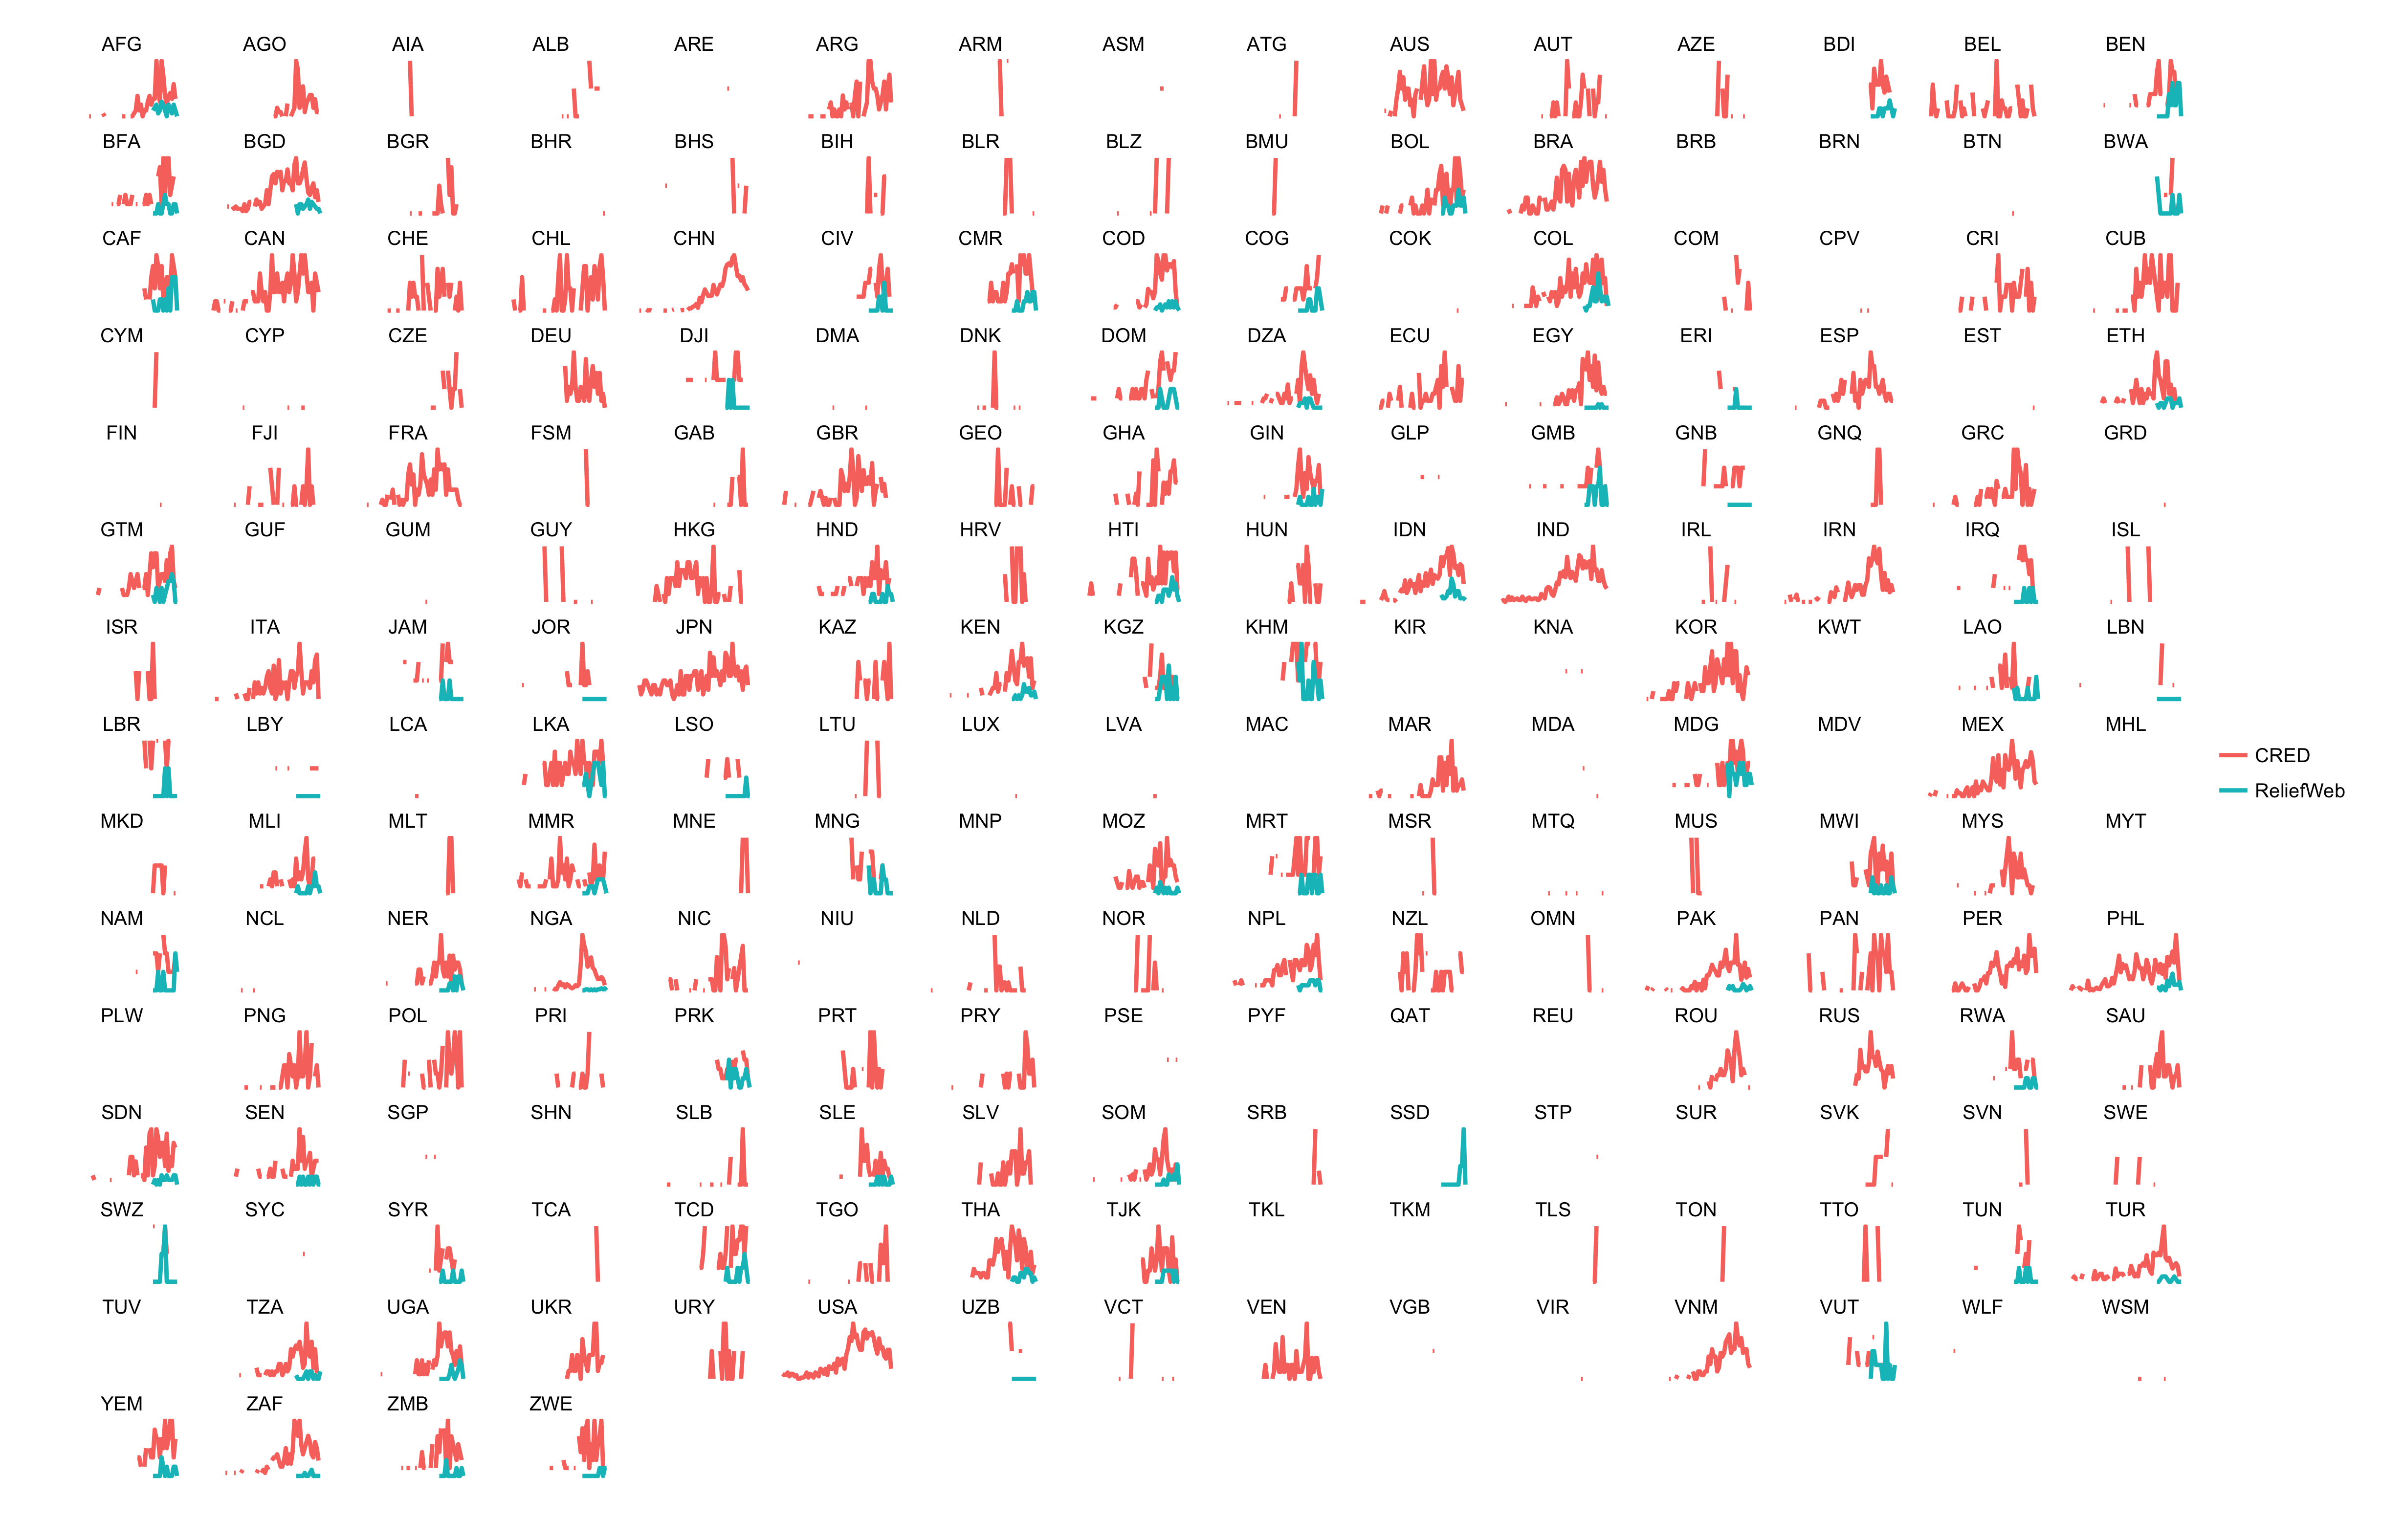 AFG AGO AIA ALB ARE ARG ARM ASM ATG AUS AUT AZE BDI BEL BEN
BFA BGD BGR BHR BHS BIH BLR BLZ BMU BOL BRA BRB BRN BTN BWA
CAF CAN CHE CHL CHN CIV CMR COD COG COK COL COM CPV CRI CUB
CYM CYP CZE DEU DJI DMA DNK DOM DZA ECU EGY ERI ESP EST ETH
FIN FJI FRA FSM GAB GBR GEO GHA GIN GLP GMB GNB GNQ GRC GRD
GTM GUF GUM GUY HKG HND HRV HTI HUN IDN IND IRL IRN IRQ ISL
ISR ITA JAM JOR JPN KAZ KEN KGZ KHM KIR KNA KOR KWT LAO LBN
LBR LBY LCA LKA LSO LTU LUX LVA MAC MAR MDA MDG MDV MEX MHL
CRED
ReliefWeb
MKD MLI MLT MMR MNE MNG MNP MOZ MRT MSR MTQ MUS MWI MYS MYT
NAM NCL NER NGA NIC NIU NLD NOR NPL NZL OMN PAK PAN PER PHL
PLW PNG POL PRI PRK PRT PRY PSE PYF QAT REU ROU RUS RWA SAU
SDN SEN SGP SHN SLB SLE SLV SOM SRB SSD STP SUR SVK SVN SWE
SWZ SYC SYR TCA TCD TGO THA TJK TKL TKM TLS TON TTO TUN TUR
TUV TZA UGA UKR URY USA UZB VCT VEN VGB VIR VNM VUT WLF WSM
YEM ZAF ZMB ZWE